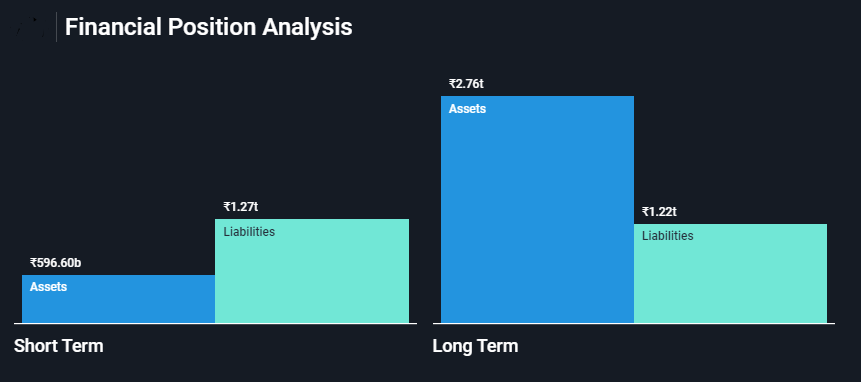 Financial Position Analysis
₹596.60b
Assets
₹1.27t
Liabilities
Short Term
₹2.76t
Assets
₹1.22t
Liabilities
Long Term